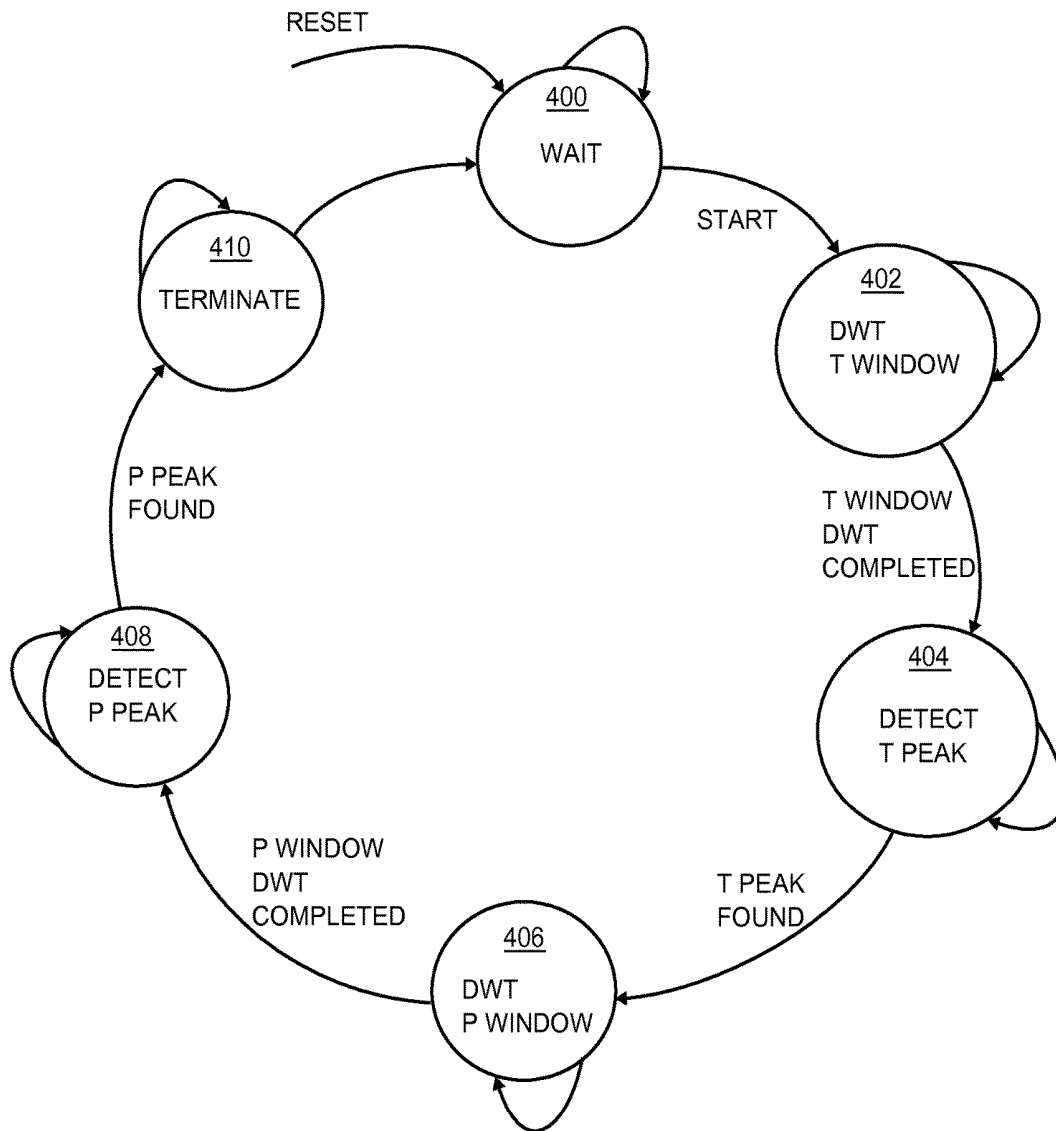 RESET
400
WAIT
START
402
DWT
T WINDOW
T WINDOW
DWT
COMPLETED
404
DETECT
T PEAK
T PEAK
FOUND
406
DWT
P WINDOW
P WINDOW
DWT
COMPLETED
408
DETECT
P PEAK
P PEAK
FOUND
410
TERMINATE